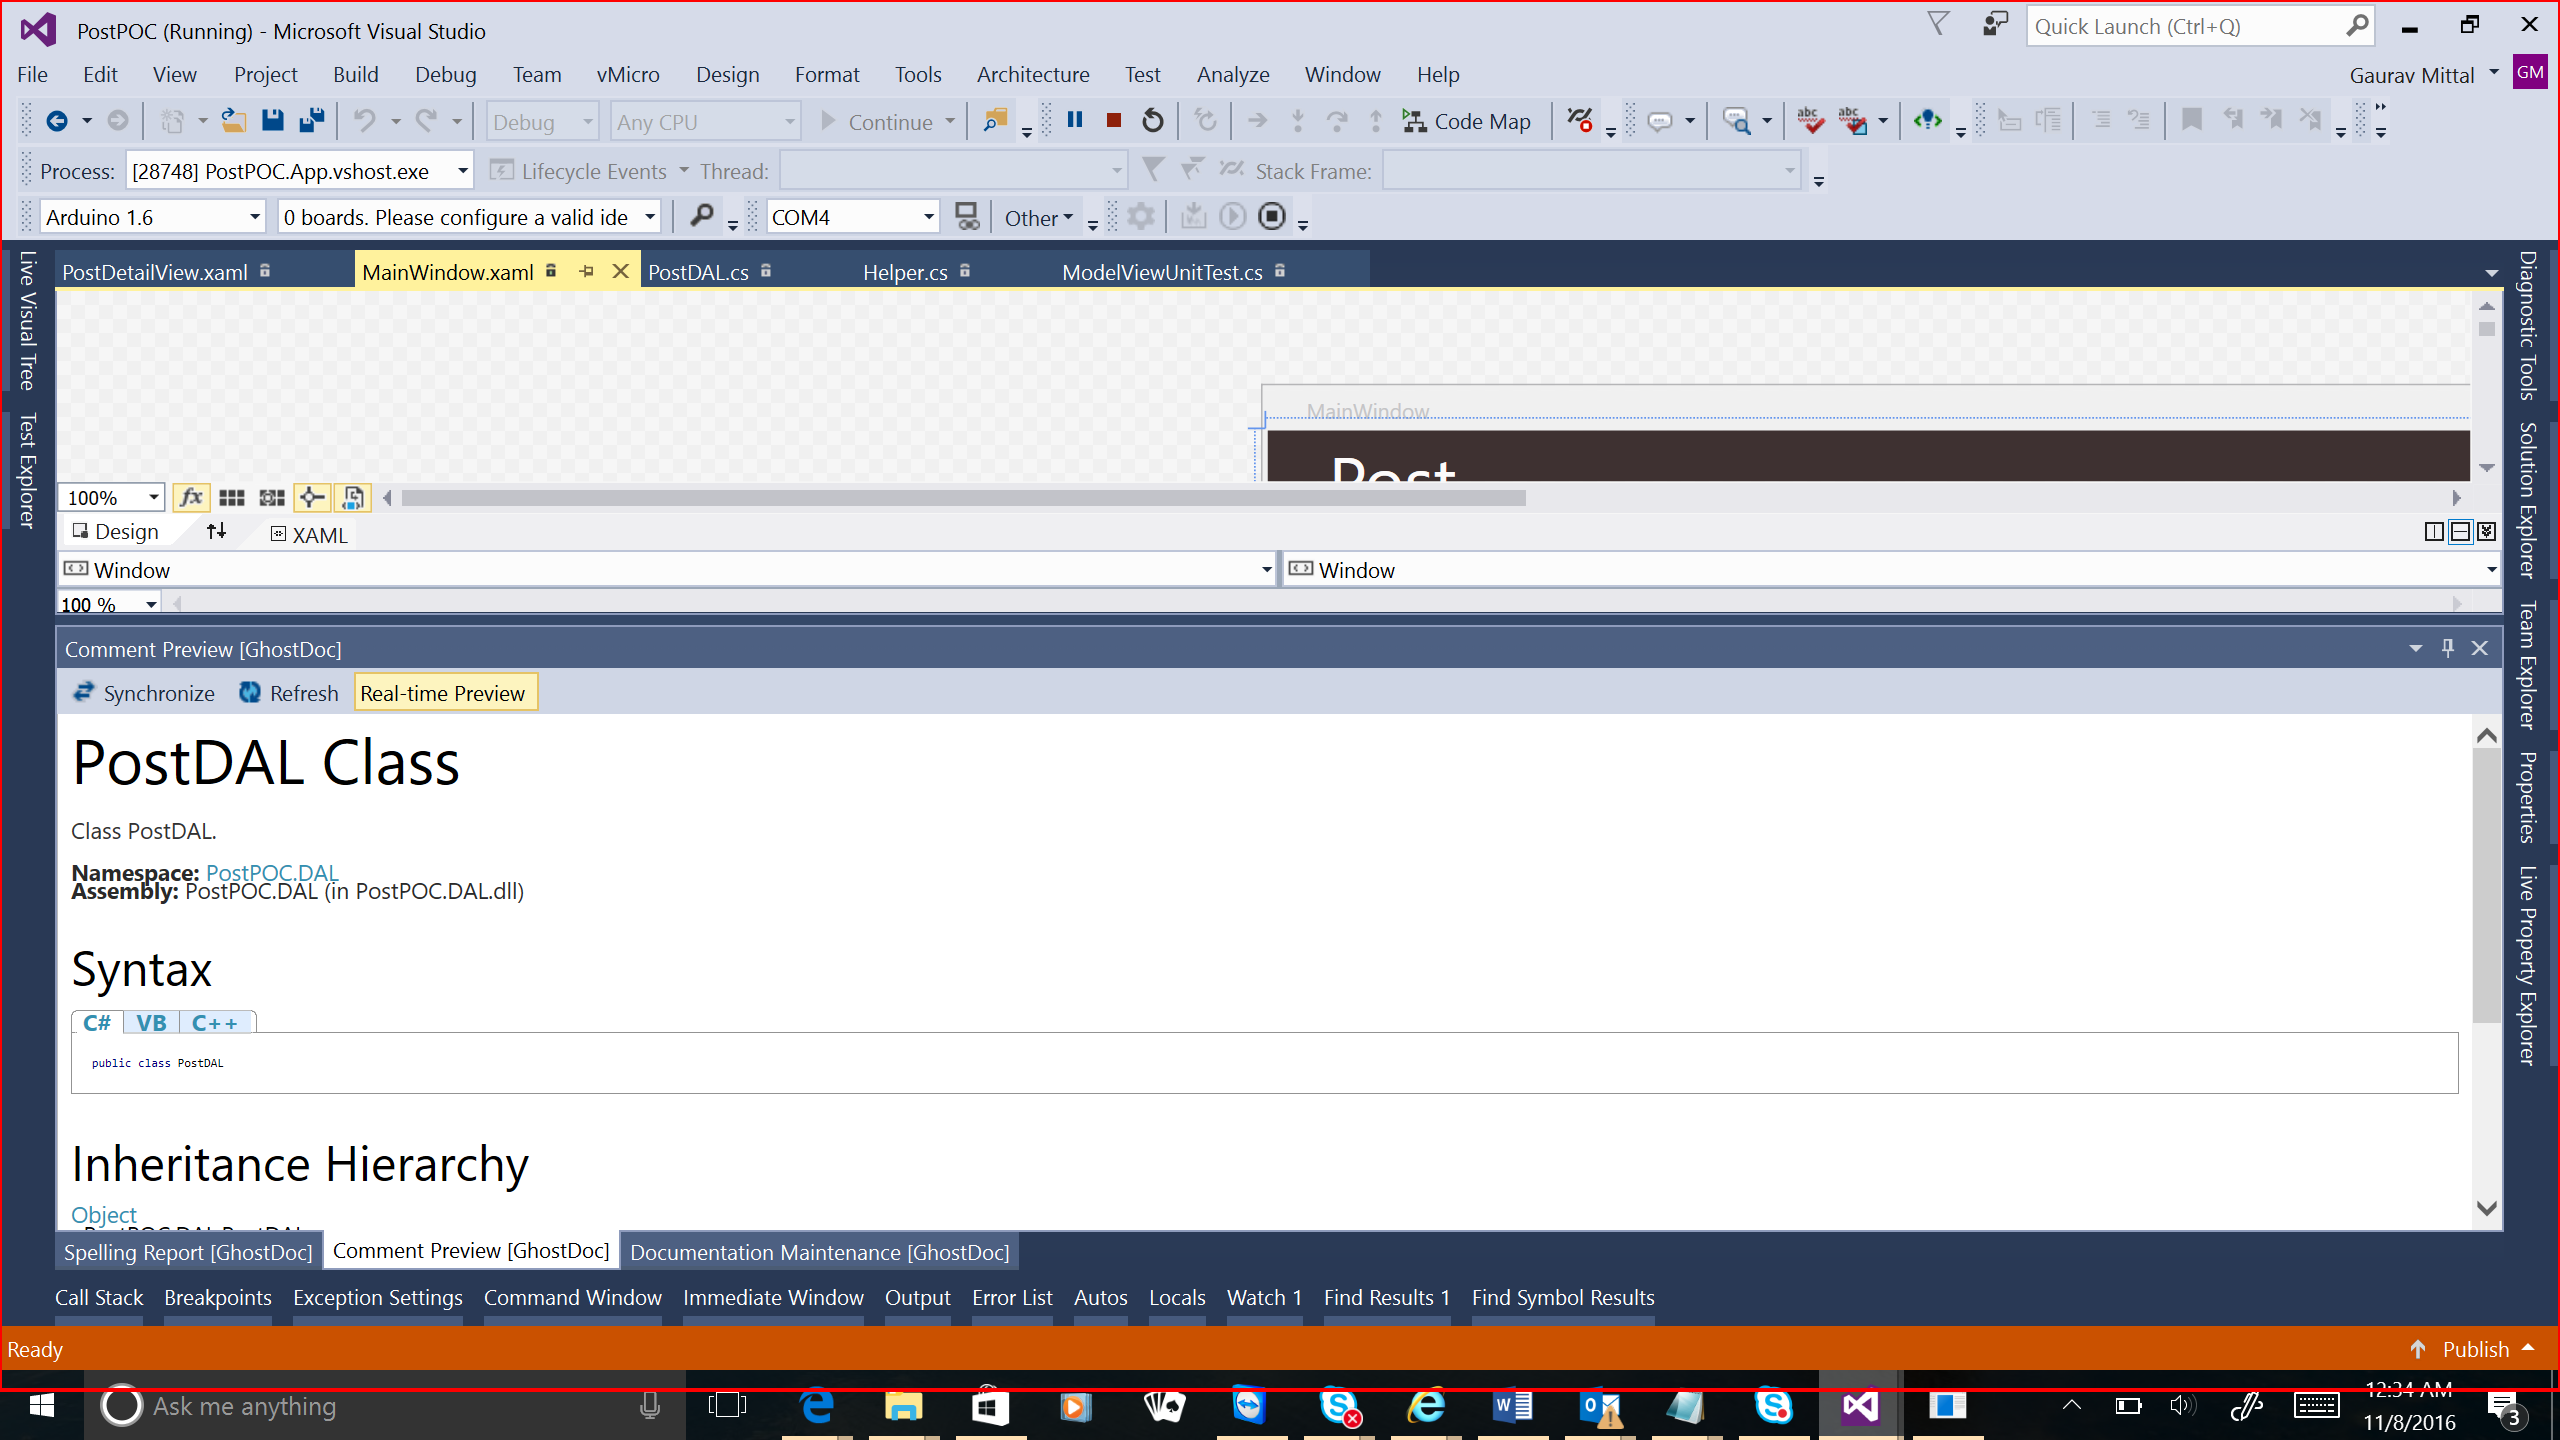 PostPOC (Running) - Microsoft Visual Studio
Quick Launch (Ctrl+Q)
File Edit View Project Build Debug Team vMicro Design Format Tools Architecture Test Analyze Window Help
Gaurav Mittal GM
Debug Any CPU Continue Code Map
Process: [28748] PostPOC.App.vshost.exe Lifecycle Events Thread: Stack Frame:
Arduino 1.6 0 boards. Please configure a valid ide COM4 Other
Live Visual Tree
Test Explorer
PostDetailView.xaml MainWindow.xaml PostDAL.cs Helper.cs ModelViewUnitTest.cs
MainWindow
Post
100%
Design XAML
Window Window
100 %
Comment Preview [GhostDoc]
Synchronize Refresh Real-time Preview
PostDAL Class
Class PostDAL.
Namespace: PostPOC.DAL
Assembly: PostPOC.DAL (in PostPOC.DAL.dll)
Syntax
C# VB C++
public class PostDAL
Inheritance Hierarchy
Object
PostPOC.DAL.PostDAL
Spelling Report [GhostDoc] Comment Preview [GhostDoc] Documentation Maintenance [GhostDoc]
Call Stack Breakpoints Exception Settings Command Window Immediate Window Output Error List Autos Locals Watch 1 Find Results 1 Find Symbol Results
Diagnostic Tools
Solution Explorer
Team Explorer
Properties
Live Property Explorer
Ready Publish
Ask me anything
12:34 AM
11/8/2016
3